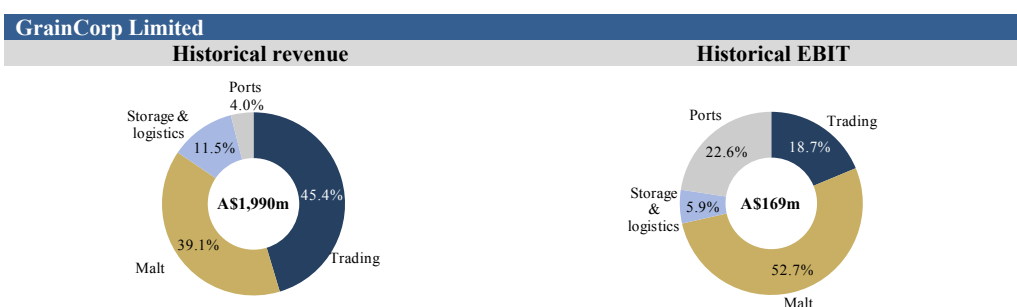 GrainCorp Limited
Historical revenue
Historical EBIT
Ports
4.0%
Storage &
logistics
11.5%
A$1,990m
45.4%
39.1%
Malt
Trading
Ports
Trading
22.6%
18.7%
Storage
&
logistics
5.9%
A$169m
52.7%
Malt